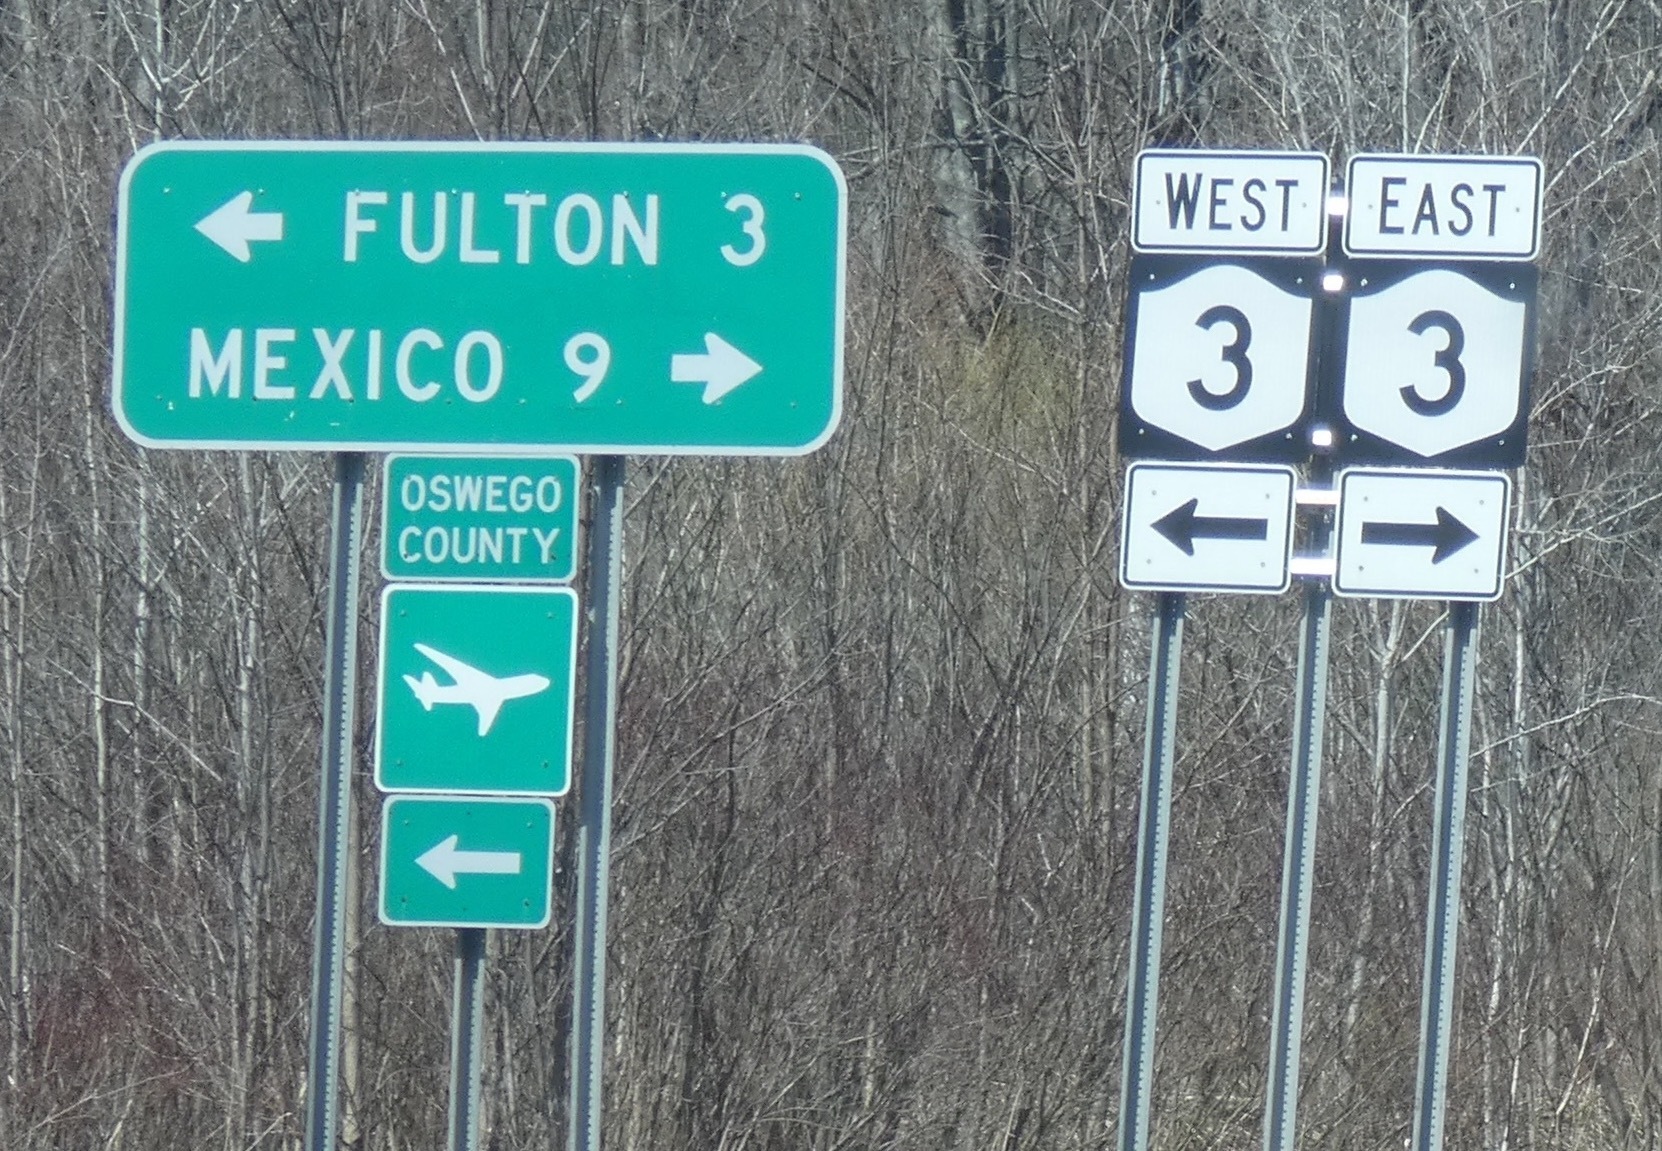 FULTON 3
MEXICO 9
OSWEGO
COUNTY
WEST
3
EAST
3